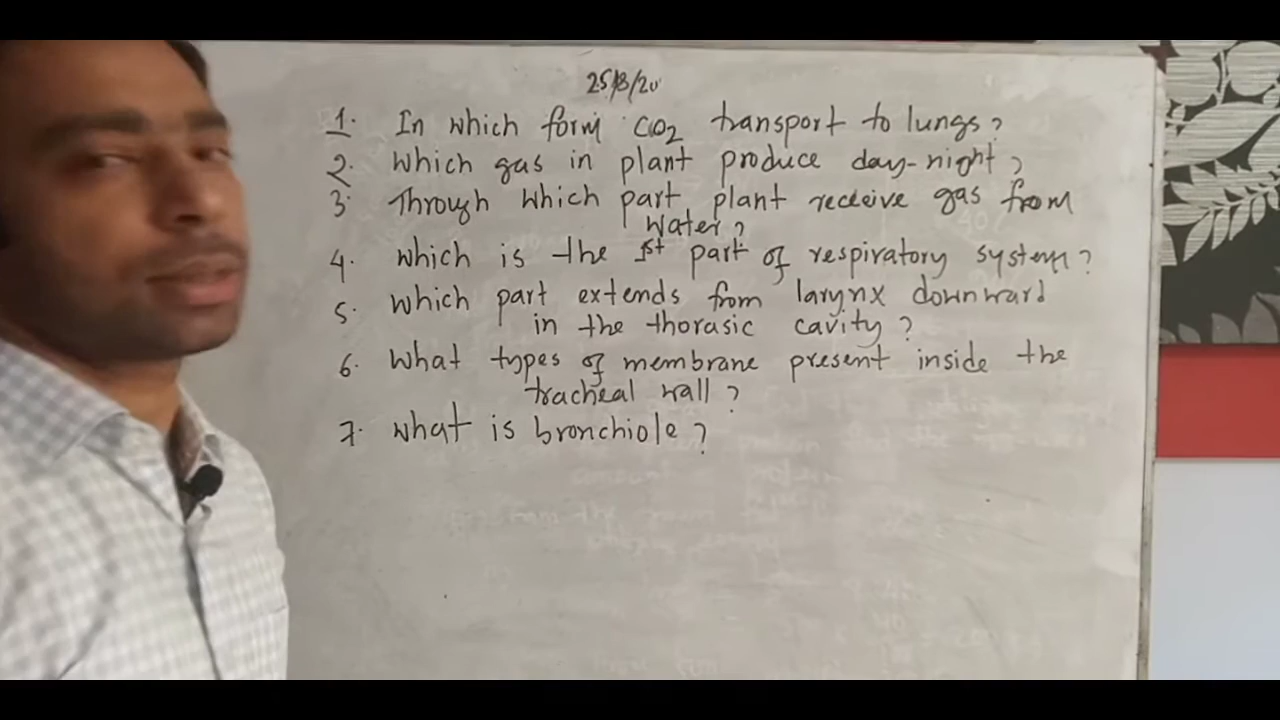 25/8/20
1. In which form CO2 transport to lungs?
2. Which gas in plant produce day-night?
3. Through which part plant receive gas from
water?
4. which is the 1st part of respiratory system?
5. which part extends from larynx downward
in the thorasic cavity?
6. What types of membrane present inside the
tracheal wall?
7. what is bronchiole?